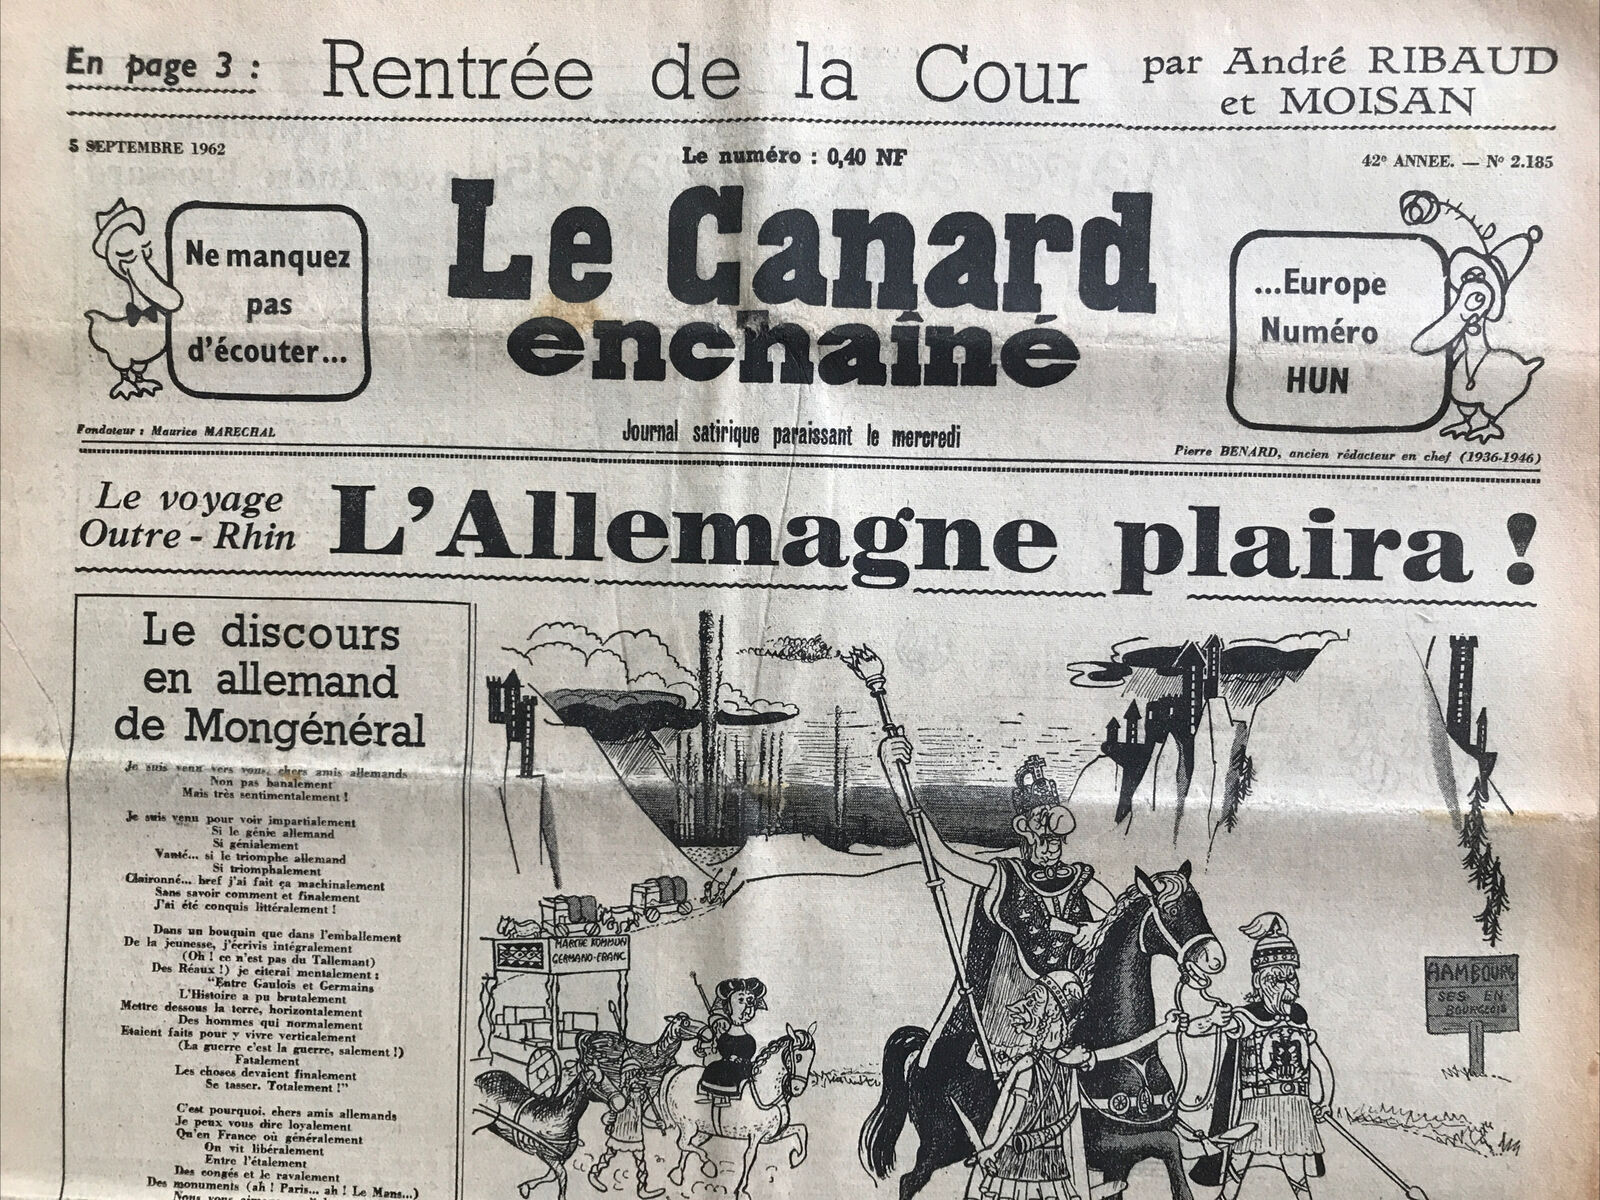 En page 3 : Rentrée de la Cour par André RIBAUD
et MOISAN
5 SEPTEMBRE 1962
Le numéro : 0,40 NF
42e ANNEE. — No 2.185
Ne manquez
pas
d'écouter...
Le Canard
enchaîné
...Europe
Numéro
HUN
Fondateur : Maurice MARECHAL
Journal satirique paraissant le mercredi
Pierre BENARD, ancien rédacteur en chef (1936-1946)
Le voyage
Outre-Rhin
L'Allemagne plaira !
Le discours
en allemand
de Mongénéral
Je suis venu vers vous, chers amis allemands
Non pas banalement
Mais très sentimentalement !
Je suis venu pour voir impartialement
Si le génie allemand
Si génialement
Vanté... si le triomphe allemand
Si triomphalement
Claironné... bref j'ai fait ça machinalement
Sans savoir comment et finalement
J'ai été conquis littéralement !
Dans un bouquin que dans l'emballement
De la jeunesse, j'écrivis intégralement
(Oh ! ce n'est pas du Tallemant)
Des Réaux !) je citerai mentalement :
"Entre Gaulois et Germains
L'Histoire a pu brutalement
Mettre dessous la terre, horizontalement
Des hommes qui normalement
Etaient faits pour y vivre verticalement
(La guerre c'est la guerre, salement !)
Fatalement
Les choses devaient finalement
Se tasser. Totalement !"
C'est pourquoi, chers amis allemands
Je peux vous dire loyalement
Qu'en France où généralement
On vit libéralement
Entre l'étalement
Des congés et le ravalement
Des monuments (ah ! Paris... ah ! Le Mans...)
Nous vous
MARCHE KOMMUN
GERMANO-FRANC
HAMBOURG
SES EN
BOURGEOIS